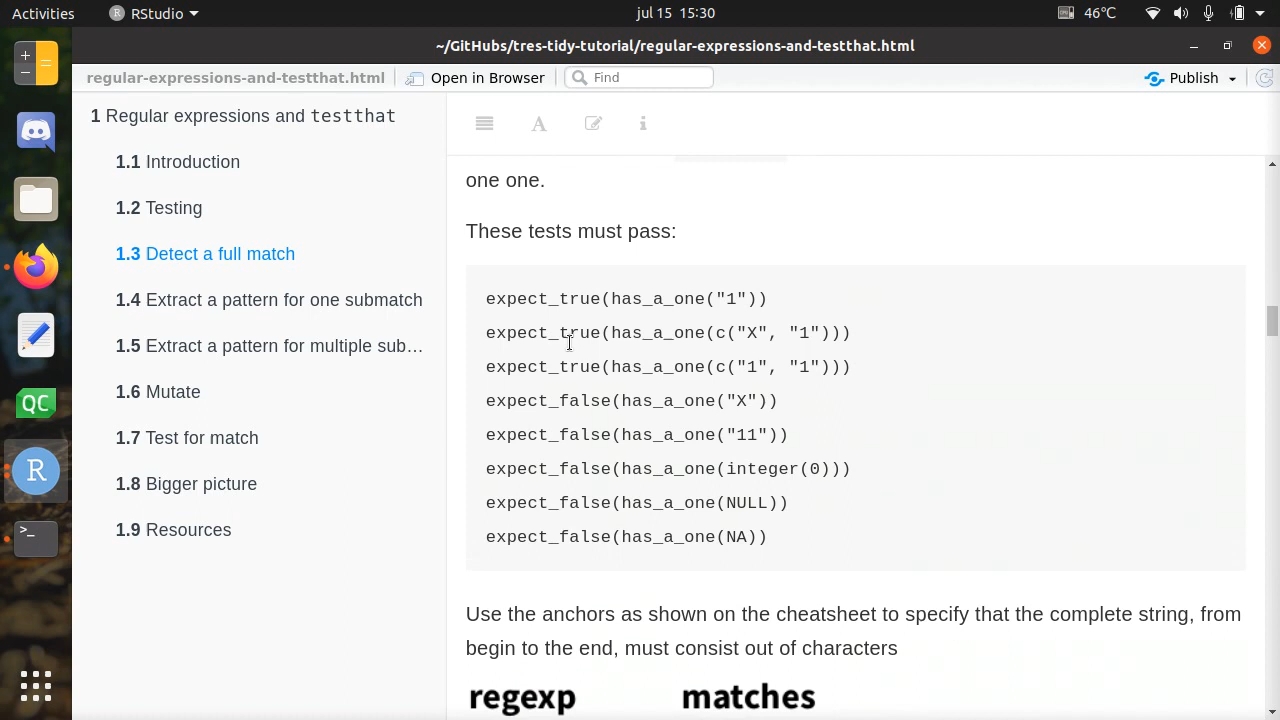 Activities
RStudio
jul 15 15:30
46°C
~/GitHubs/tres-tidy-tutorial/regular-expressions-and-testthat.html
regular-expressions-and-testthat.html
Open in Browser
Find
Publish
1 Regular expressions and testthat
1.1 Introduction
1.2 Testing
1.3 Detect a full match
1.4 Extract a pattern for one submatch
1.5 Extract a pattern for multiple sub…
1.6 Mutate
1.7 Test for match
1.8 Bigger picture
1.9 Resources
A
i
one one.
These tests must pass:
expect_true(has_a_one("1"))
expect_true(has_a_one(c("X", "1")))
expect_true(has_a_one(c("1", "1")))
expect_false(has_a_one("X"))
expect_false(has_a_one("11"))
expect_false(has_a_one(integer(0)))
expect_false(has_a_one(NULL))
expect_false(has_a_one(NA))
Use the anchors as shown on the cheatsheet to specify that the complete string, from
begin to the end, must consist out of characters
regexp matches
QC
R
>_